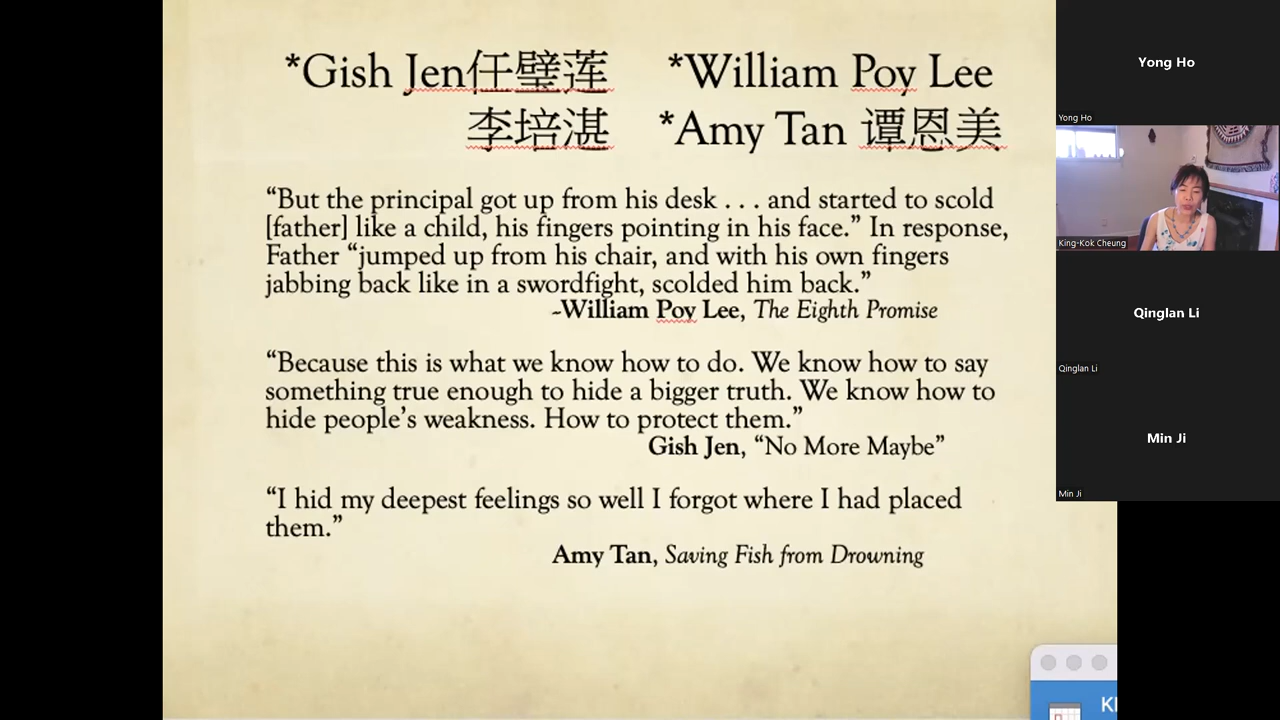 *Gish Jen任璧莲 *William Poy Lee
李培湛 *Amy Tan 谭恩美
“But the principal got up from his desk . . . and started to scold
[father] like a child, his fingers pointing in his face.” In response,
Father “jumped up from his chair, and with his own fingers
jabbing back like in a swordfight, scolded him back.”
~William Poy Lee, The Eighth Promise
“Because this is what we know how to do. We know how to say
something true enough to hide a bigger truth. We know how to
hide people’s weakness. How to protect them.”
Gish Jen, “No More Maybe”
“I hid my deepest feelings so well I forgot where I had placed
them.”
Amy Tan, Saving Fish from Drowning
Yong Ho
Yong Ho
King-Kok Cheung
Qinglan Li
Qinglan Li
Min Ji
Min Ji